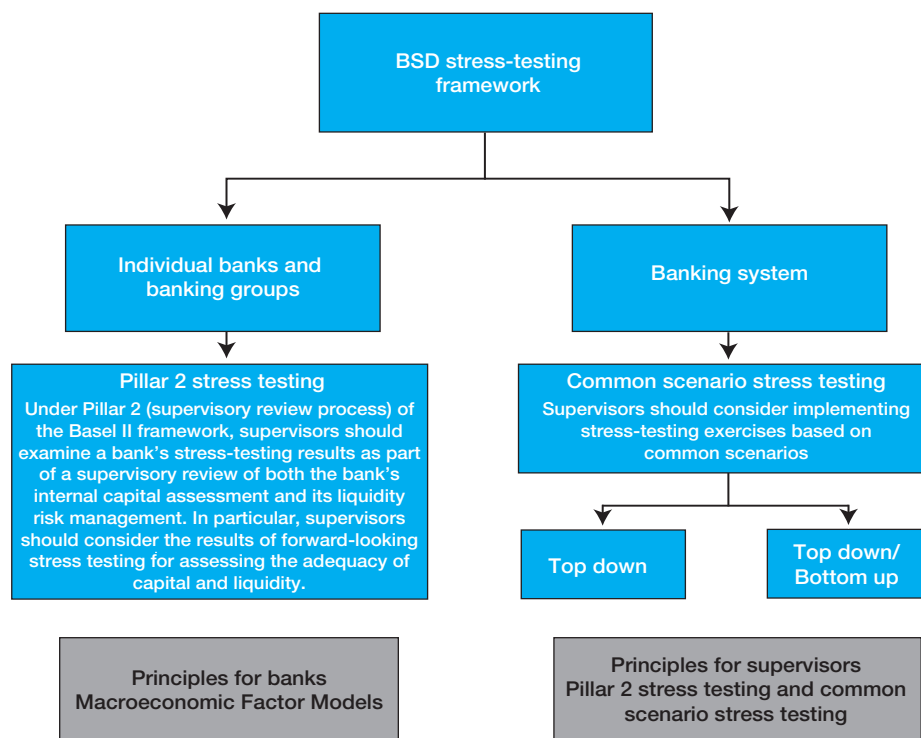 BSD stress-testing
framework
Individual banks and
banking groups
Banking system
Pillar 2 stress testing
Under Pillar 2 (supervisory review process) of
the Basel II framework, supervisors should
examine a bank's stress-testing results as part
of a supervisory review of both the bank's
internal capital assessment and its liquidity
risk management. In particular, supervisors
should consider the results of forward-looking
stress testing for assessing the adequacy of
capital and liquidity.
Common scenario stress testing
Supervisors should consider implementing
stress-testing exercises based on
common scenarios
Top down
Top down/
Bottom up
Principles for banks
Macroeconomic Factor Models
Principles for supervisors
Pillar 2 stress testing and common
scenario stress testing